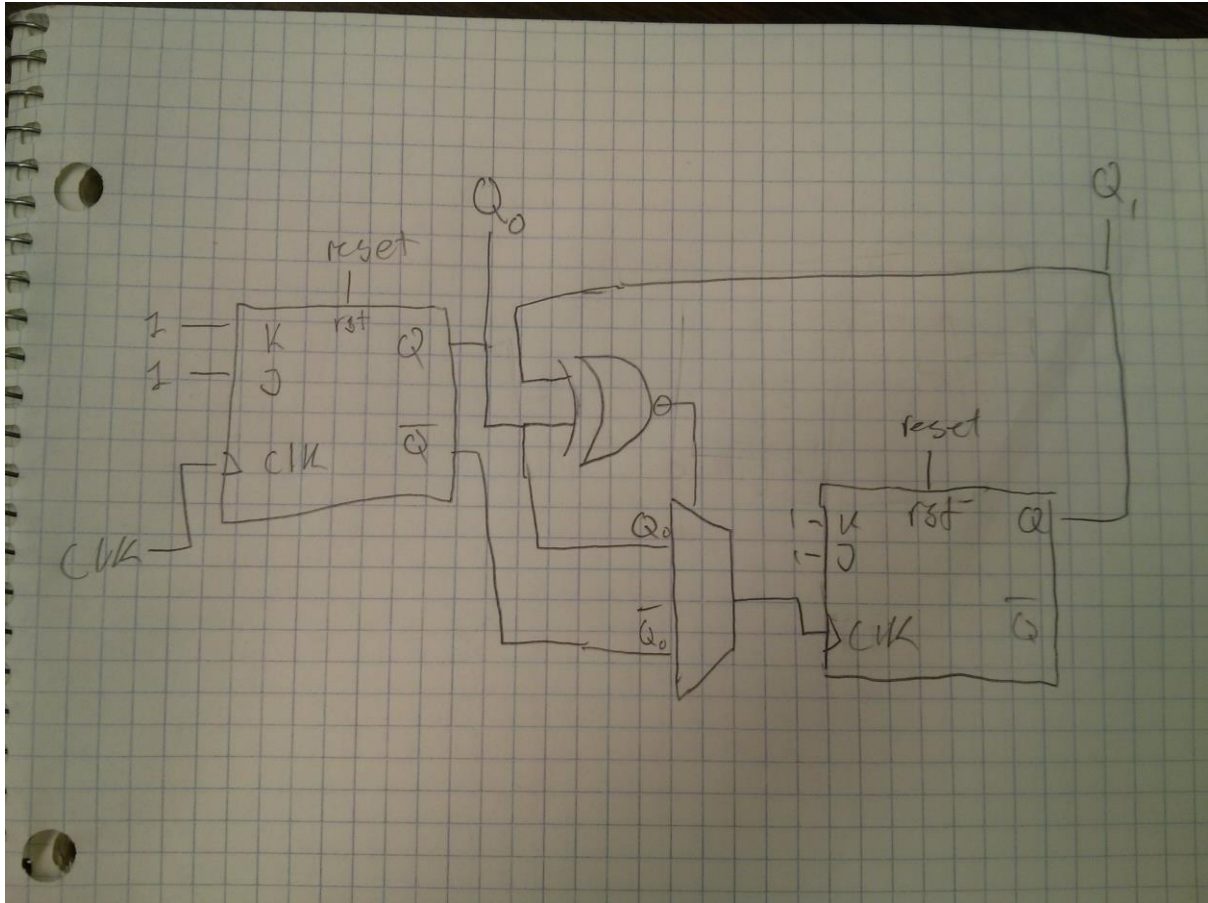 Q₀
Q₁
reset
1
K
rst
Q
1
J
Q̅
CLK
CLK
reset
Q₀
1
K
rst
Q
1
J
Q̅₀
CLK
Q̅